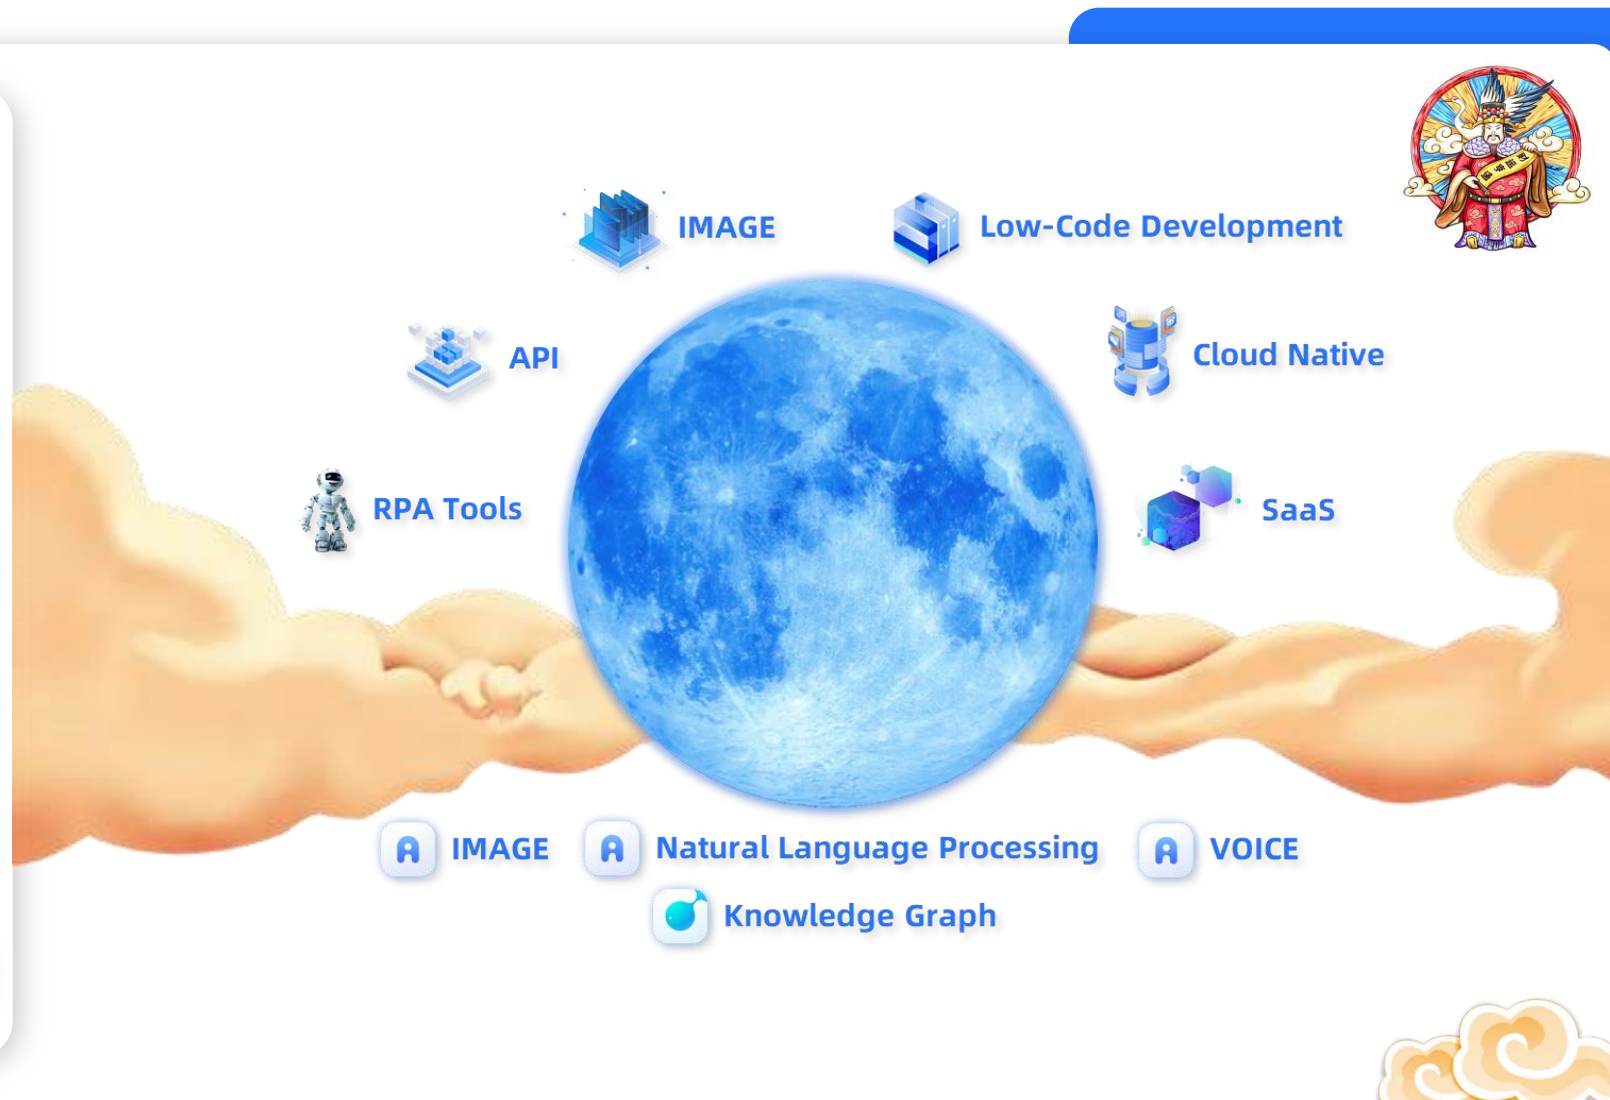 IMAGE
Low-Code Development
API
Cloud Native
RPA Tools
SaaS
IMAGE
Natural Language Processing
VOICE
Knowledge Graph